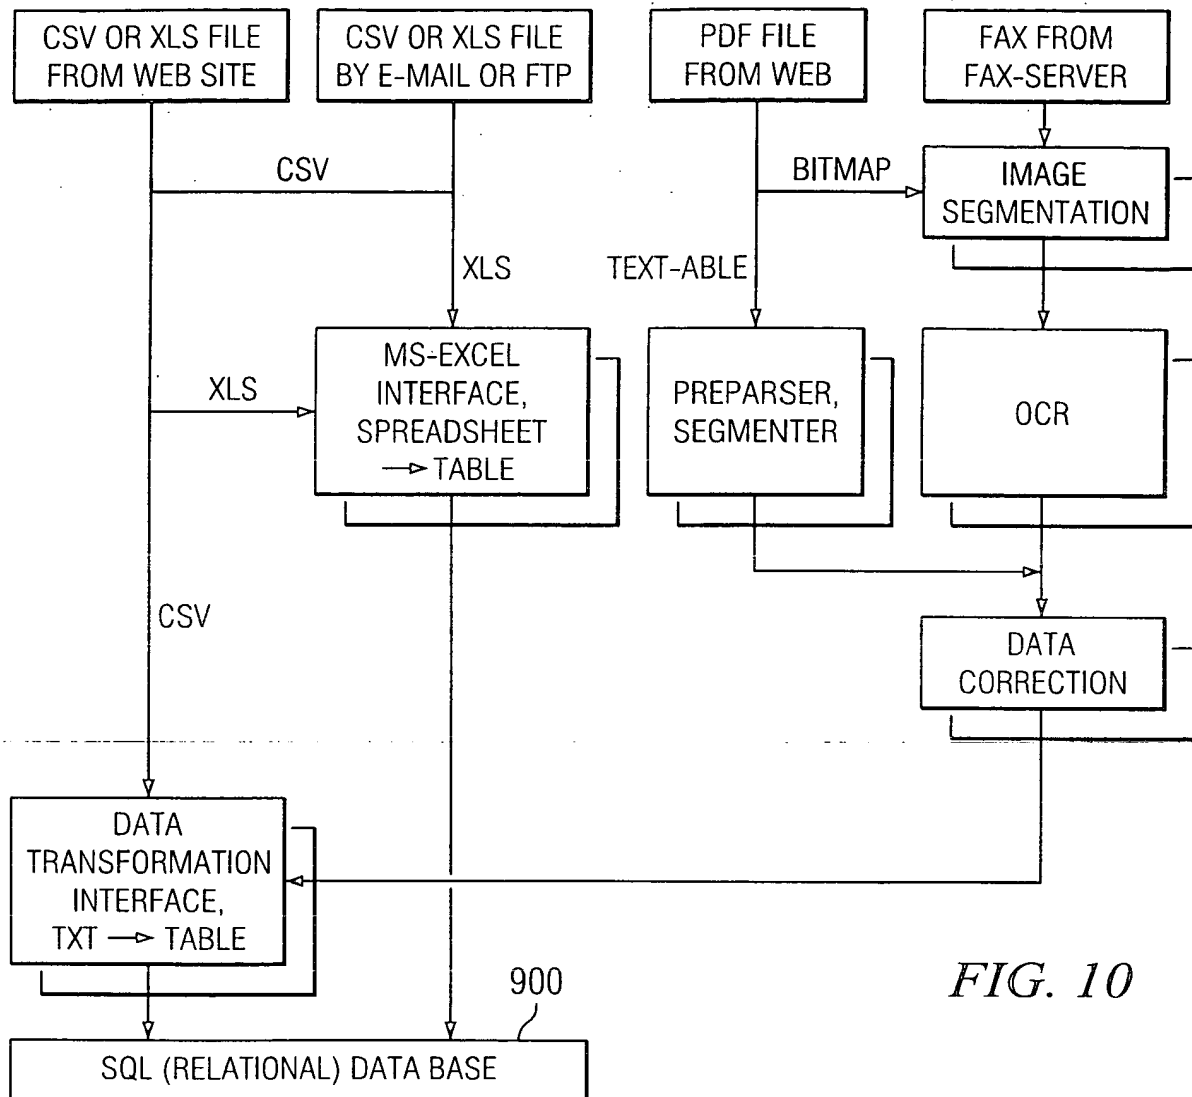 CSV OR XLS FILE
FROM WEB SITE
CSV OR XLS FILE
BY E-MAIL OR FTP
PDF FILE
FROM WEB
FAX FROM
FAX-SERVER
CSV
BITMAP
IMAGE
SEGMENTATION
XLS
TEXT-ABLE
MS-EXCEL
INTERFACE,
SPREADSHEET
→ TABLE
XLS
PREPARSER,
SEGMENTER
OCR
CSV
DATA
CORRECTION
DATA
TRANSFORMATION
INTERFACE,
TXT → TABLE
900
FIG. 10
SQL (RELATIONAL) DATA BASE